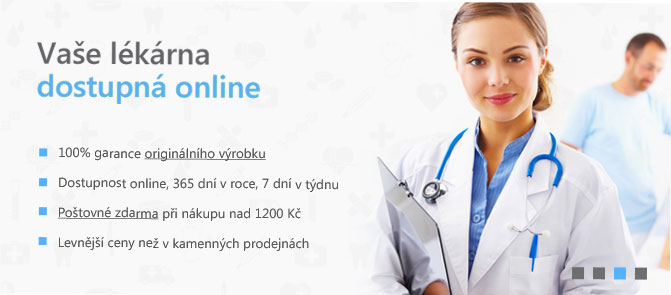 Vaše lékárna
dostupná online
100% garance originálního výrobku
Dostupnost online, 365 dní v roce, 7 dní v týdnu
Poštovné zdarma při nákupu nad 1200 Kč
Levnější ceny než v kamenných prodejnách